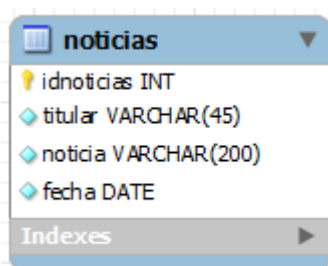 noticias
idnoticias INT
titular VARCHAR(45)
noticia VARCHAR(200)
fecha DATE
Indexes